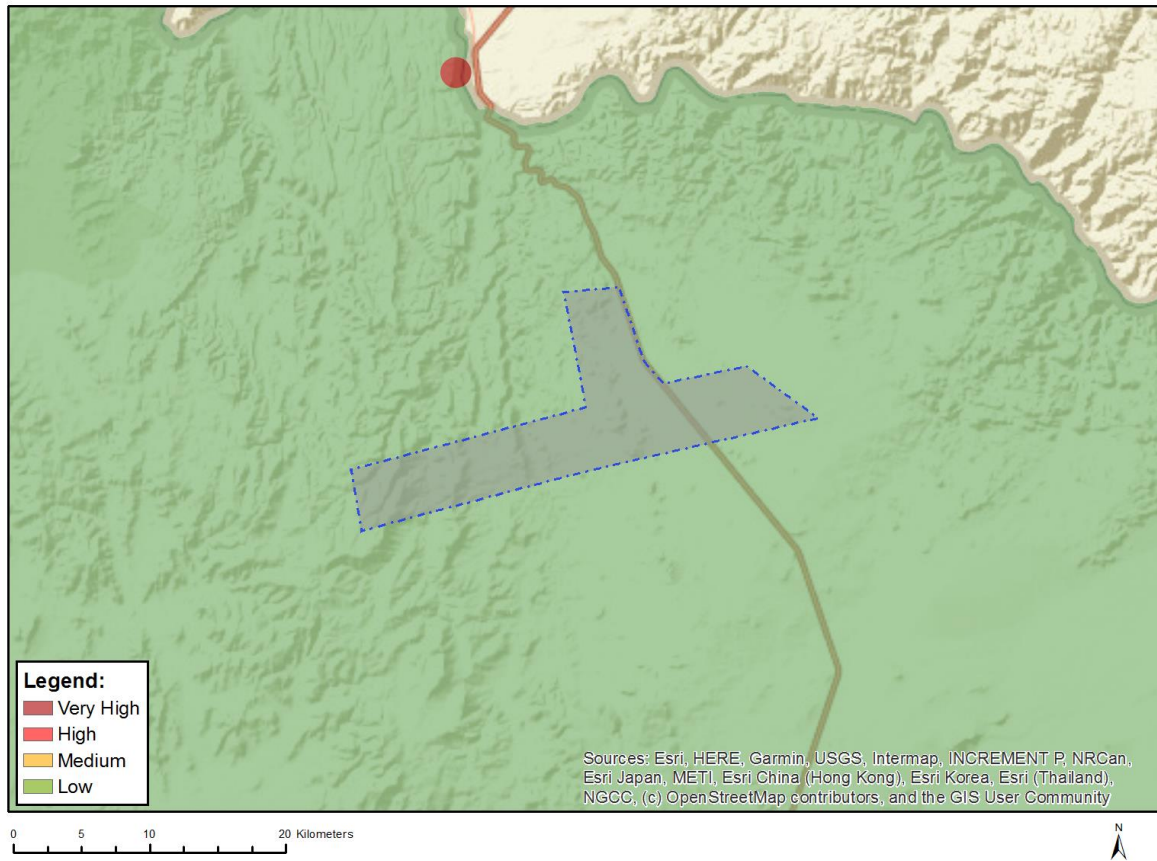 Legend:
Very High
High
Medium
Low
Sources: Esri, HERE, Garmin, USGS, Intermap, INCREMENT P, NRCan,
Esri Japan, METI, Esri China (Hong Kong), Esri Korea, Esri (Thailand),
NGCC, (c) OpenStreetMap contributors, and the GIS User Community
0 5 10 20 Kilometers
N